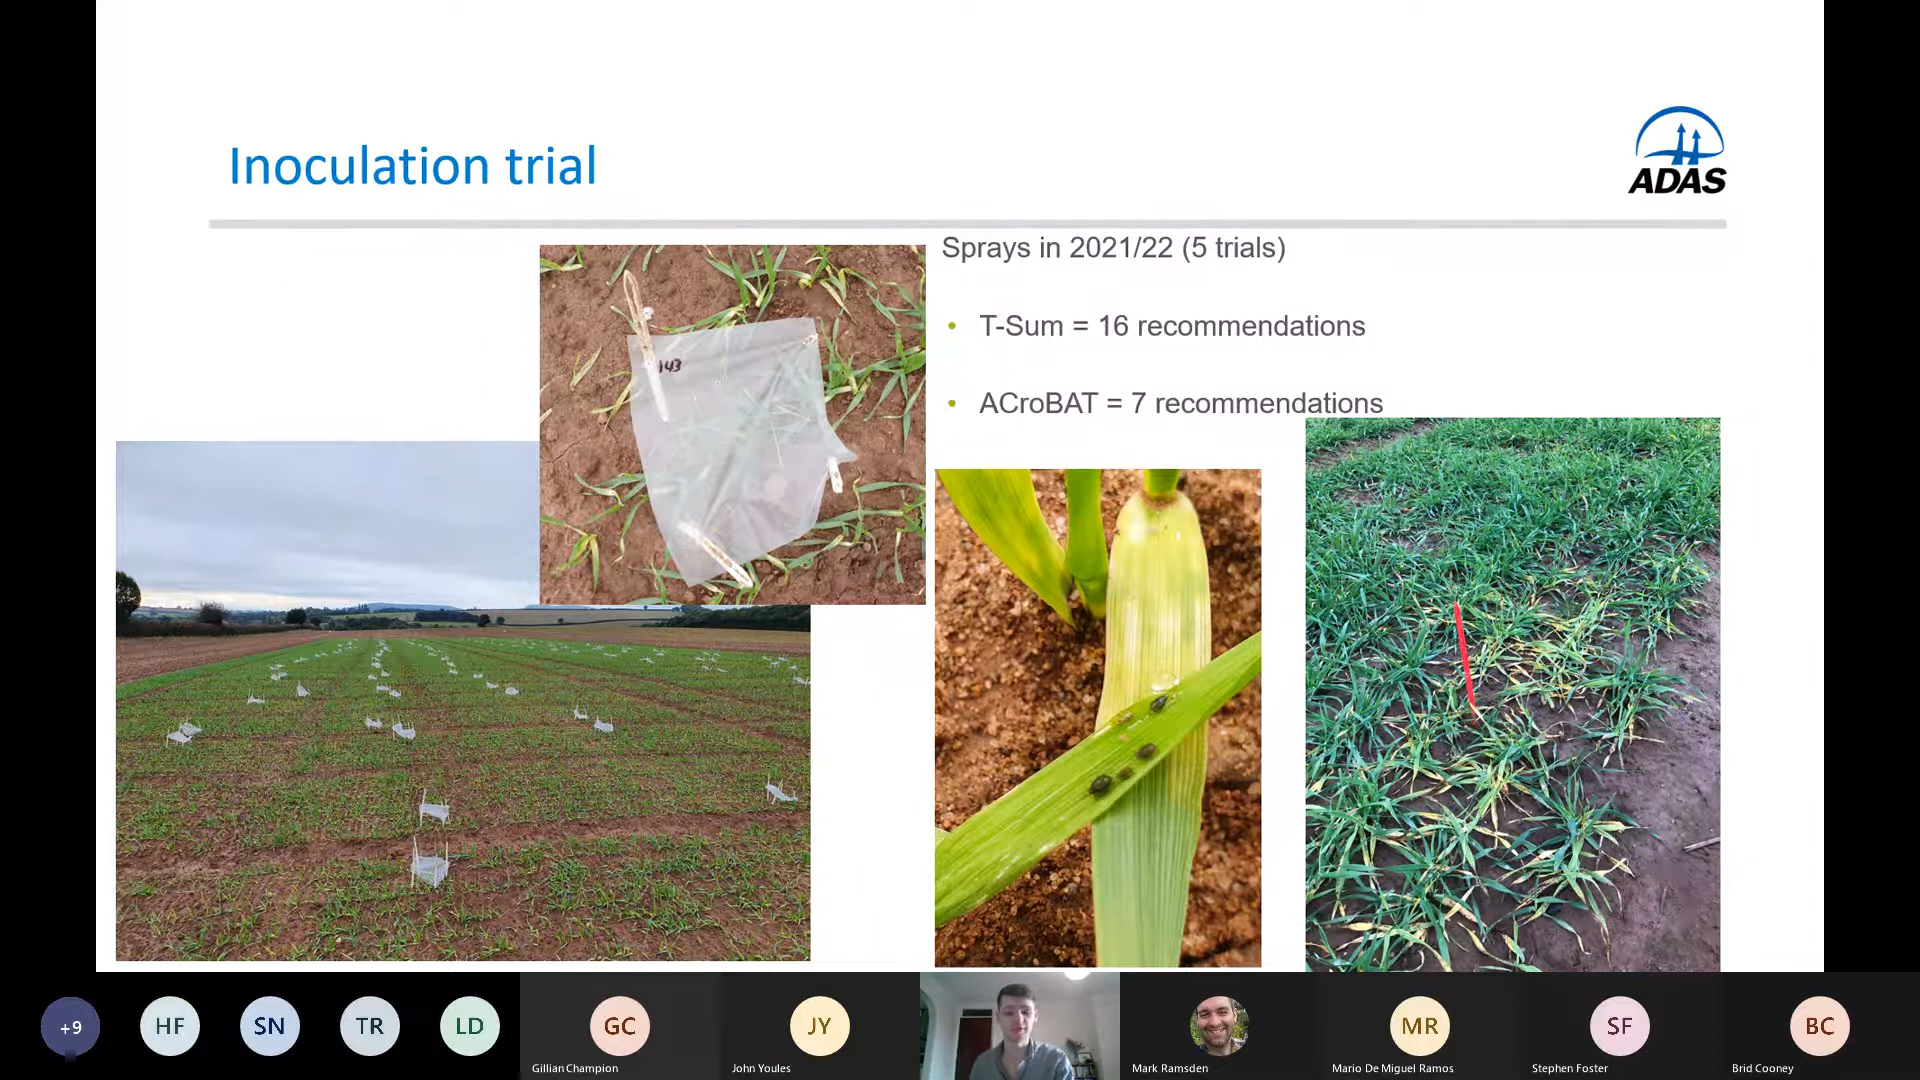 Inoculation trial
ADAS
Sprays in 2021/22 (5 trials)
• T-Sum = 16 recommendations
• ACroBAT = 7 recommendations
143
+9
HF
SN
TR
LD
GC
JY
MR
SF
BC
Gillian Champion
John Youles
Mark Ramsden
Mario De Miguel Ramos
Stephen Foster
Brid Cooney